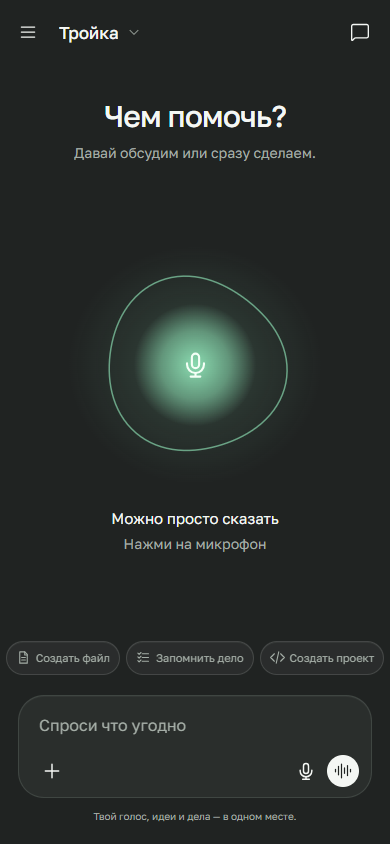 Тройка
Чем помочь?
Давай обсудим или сразу сделаем.
Можно просто сказать
Нажми на микрофон
Создать файл
Запомнить дело
Создать проект
Спроси что угодно
Твой голос, идеи и дела — в одном месте.